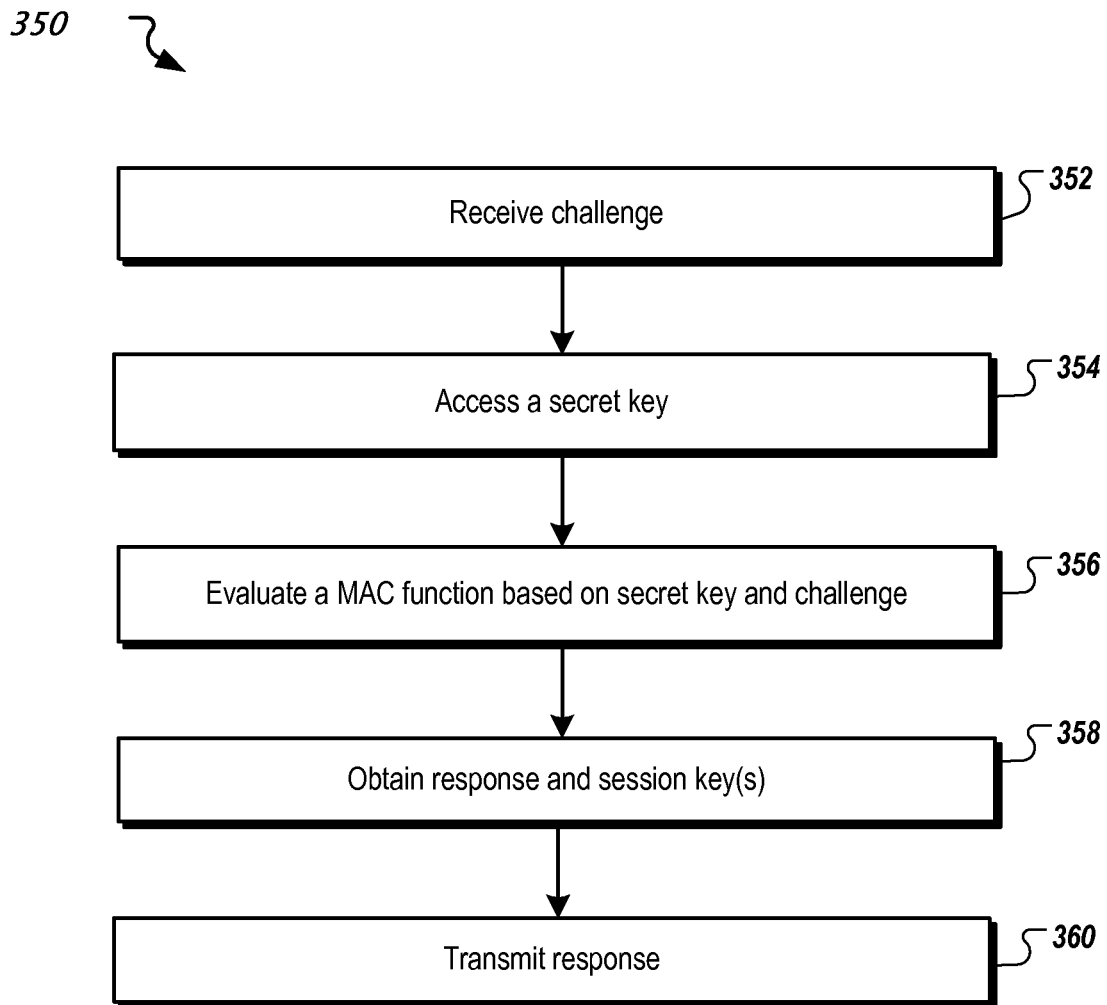 350
Receive challenge
352
Access a secret key
354
Evaluate a MAC function based on secret key and challenge
356
Obtain response and session key(s)
358
Transmit response
360